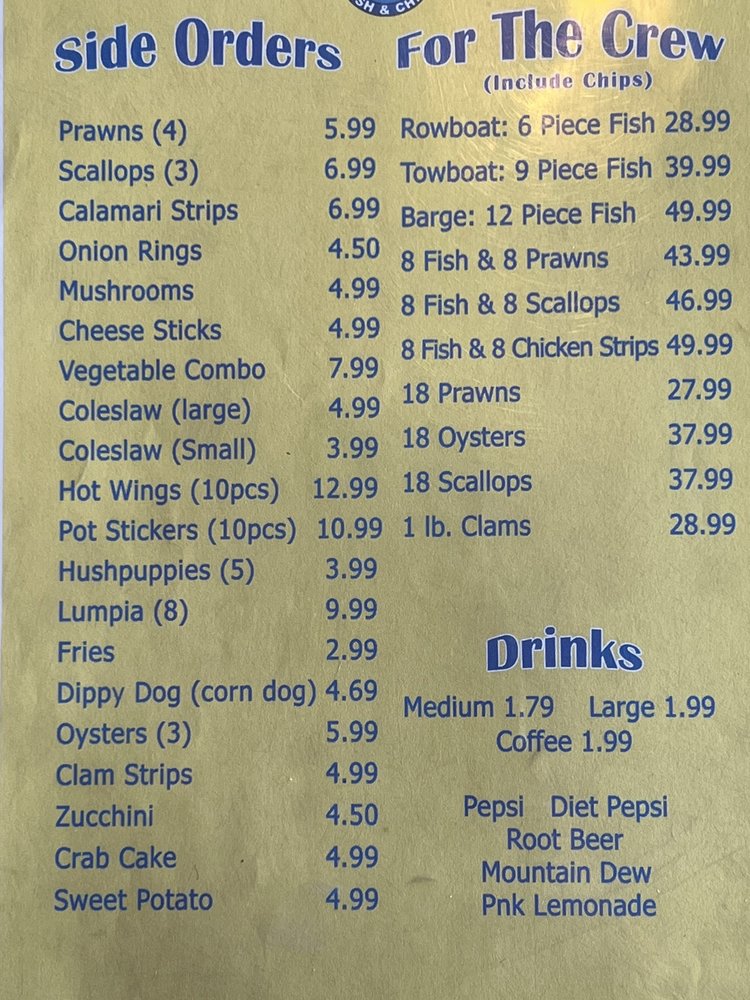 SH & CH
Side Orders
Prawns (4) 5.99
Scallops (3) 6.99
Calamari Strips 6.99
Onion Rings 4.50
Mushrooms 4.99
Cheese Sticks 4.99
Vegetable Combo 7.99
Coleslaw (large) 4.99
Coleslaw (Small) 3.99
Hot Wings (10pcs) 12.99
Pot Stickers (10pcs) 10.99
Hushpuppies (5) 3.99
Lumpia (8) 9.99
Fries 2.99
Dippy Dog (corn dog) 4.69
Oysters (3) 5.99
Clam Strips 4.99
Zucchini 4.50
Crab Cake 4.99
Sweet Potato 4.99
For The Crew
(Include Chips)
Rowboat: 6 Piece Fish 28.99
Towboat: 9 Piece Fish 39.99
Barge: 12 Piece Fish 49.99
8 Fish & 8 Prawns 43.99
8 Fish & 8 Scallops 46.99
8 Fish & 8 Chicken Strips 49.99
18 Prawns 27.99
18 Oysters 37.99
18 Scallops 37.99
1 lb. Clams 28.99
Drinks
Medium 1.79 Large 1.99
Coffee 1.99
Pepsi Diet Pepsi
Root Beer
Mountain Dew
Pnk Lemonade